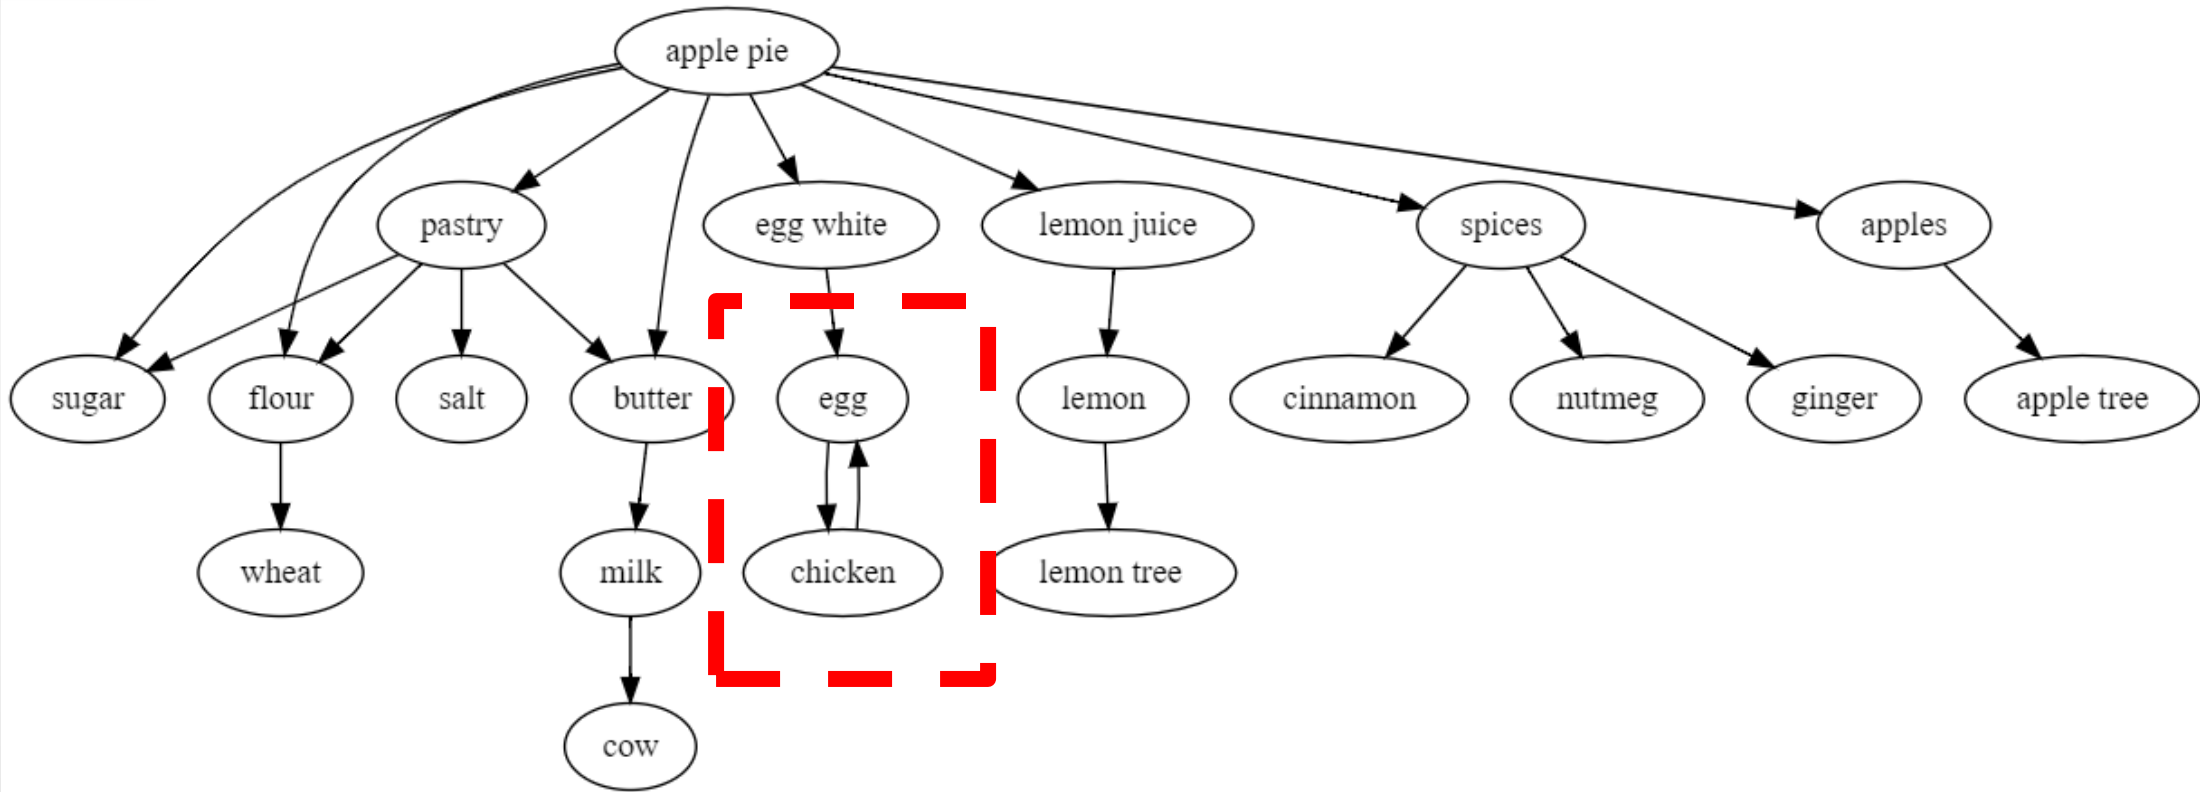 apple pie
pastry
egg white
lemon juice
spices
apples
sugar
flour
salt
butter
egg
lemon
cinnamon
nutmeg
ginger
apple tree
wheat
milk
chicken
lemon tree
cow